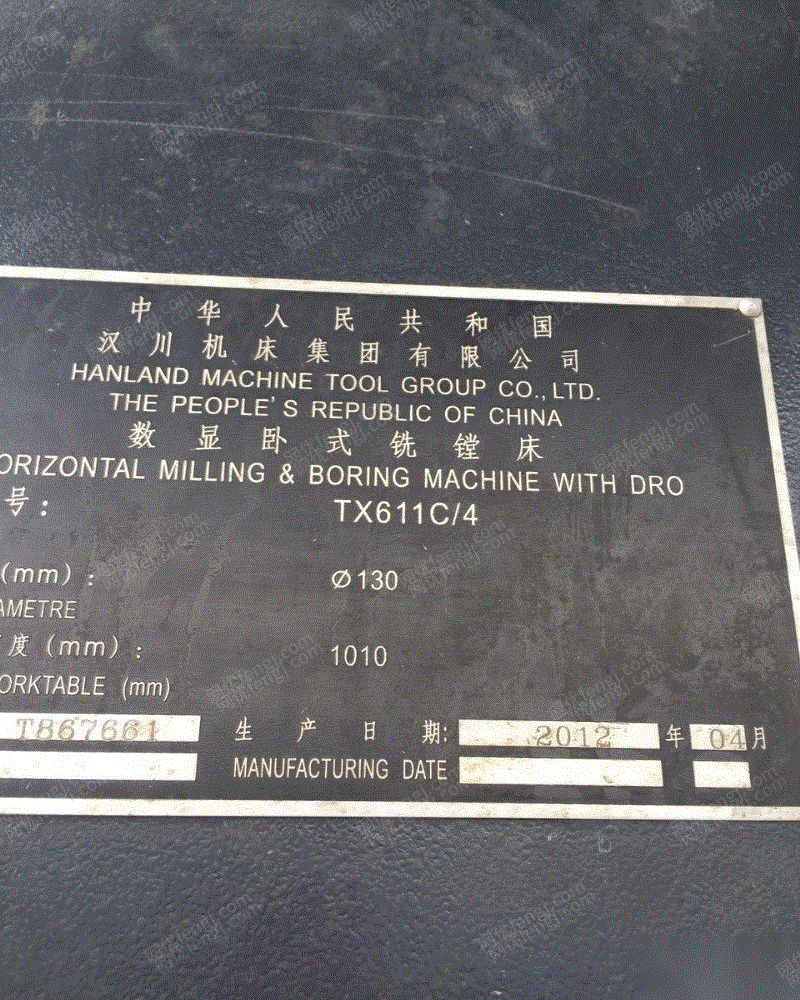 中华人民共和国
汉川机床集团有限公司
HANLAND MACHINE TOOL GROUP CO., LTD.
THE PEOPLE'S REPUBLIC OF CHINA
数显卧式铣镗床
ORIZONTAL MILLING & BORING MACHINE WITH DRO
号: TX611C/4
(mm): Ø130
AMETRE
度(mm): 1010
ORKTABLE (mm)
T867661 生产日期: 2012 年 04 月
MANUFACTURING DATE